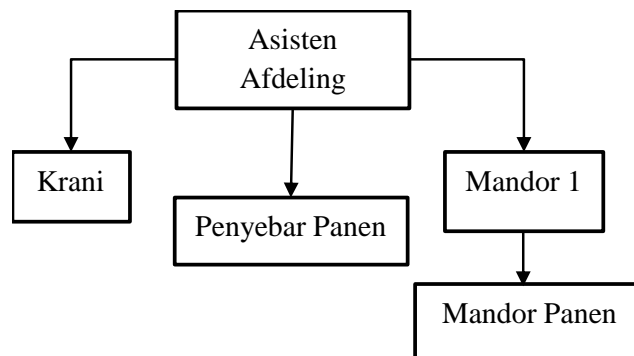 Asisten
Afdeling
Krani
Mandor 1
Penyebar Panen
Mandor Panen